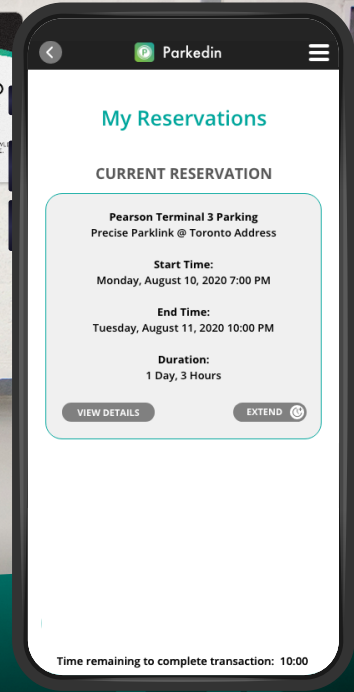 Parkedin
My Reservations
CURRENT RESERVATION
Pearson Terminal 3 Parking
Precise Parklink @ Toronto Address
Start Time:
Monday, August 10, 2020 7:00 PM
End Time:
Tuesday, August 11, 2020 10:00 PM
Duration:
1 Day, 3 Hours
VIEW DETAILS
EXTEND
Time remaining to complete transaction: 10:00